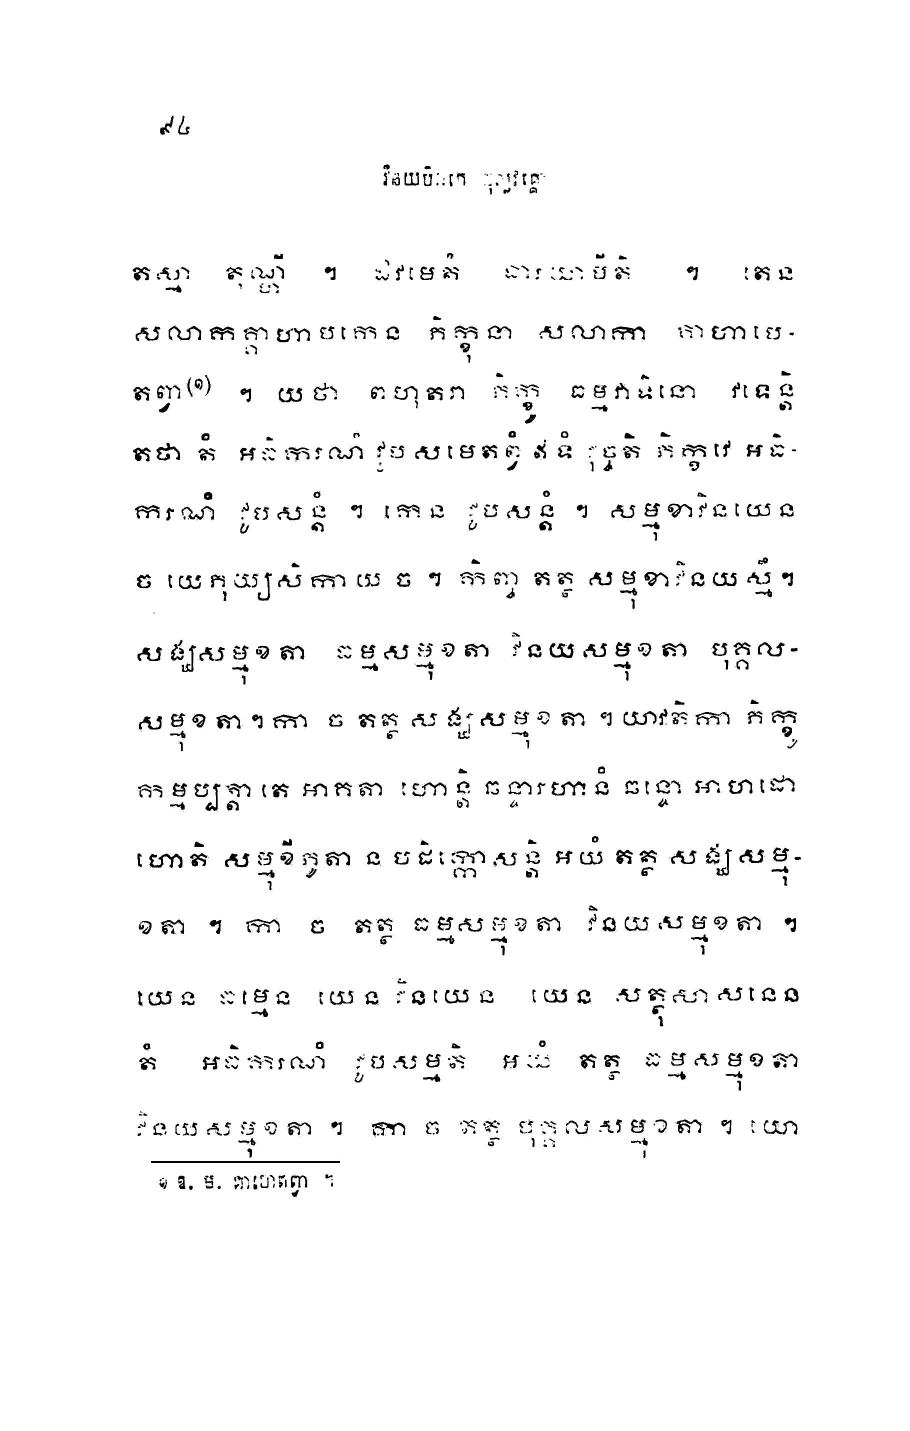 ៩៤
វិនយបិដកេ ចុល្លវគ្គោ
តស្មា តុណ្ហី ។ ឯវមេតំ ធារយាមីតិ ។ តេន
សលាកគ្គាហាបកេន ភិក្ខុនា សលាកា គាហាបេ-
តព្វា(១) ។ យថា ពហុតរា ភិក្ខូ ធម្មវាទិនោ វទេន្តិ
តថា តំ អធិករណំ វូបសមេតព្វំ ឥទំ វុច្ចតិ ភិក្ខវេ អធិ-
ករណំ វូបសន្តំ ។ កេន វូបសន្តំ ។ សម្មុខាវិនយេន
ច យេភុយ្យសិកាយ ច ។ កិញ្ច តត្ថ សម្មុខាវិនយស្មឹ ។
សង្ឃសម្មុខតា ធម្មសម្មុខតា វិនយសម្មុខតា បុគ្គល-
សម្មុខតា ។ កា ច តត្ថ សង្ឃសម្មុខតា ។ យាវតិកា ភិក្ខូ
កម្មប្បត្តា តេ អាគតា ហោន្តិ ឆន្ទារហានំ ឆន្ទោ អាហដោ
ហោតិ សម្មុខីភូតា ន បដិក្កោសន្តិ អយំ តត្ថ សង្ឃសម្មុ-
ខតា ។ កា ច តត្ថ ធម្មសម្មុខតា វិនយសម្មុខតា ។
យេន ធម្មេន យេន វិនយេន យេន សត្ថុសាសនេន
តំ អធិករណំ វូបសម្មតិ អយំ តត្ថ ធម្មសម្មុខតា
វិនយសម្មុខតា ។ កា ច តត្ថ បុគ្គលសម្មុខតា ។ យោ
១ ឱ. ម. គាហេតព្វា ។